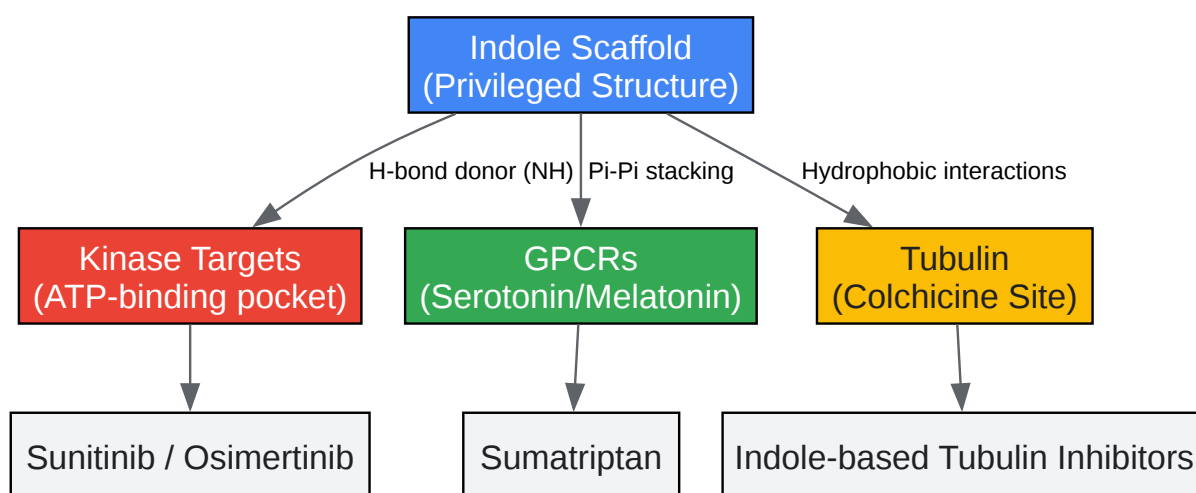 Indole Scaffold
(Privileged Structure)
H-bond donor (NH)
Pi-Pi stacking
Hydrophobic interactions
Kinase Targets
(ATP-binding pocket)
GPCRs
(Serotonin/Melatonin)
Tubulin
(Colchicine Site)
Sunitinib / Osimertinib
Sumatriptan
Indole-based Tubulin Inhibitors